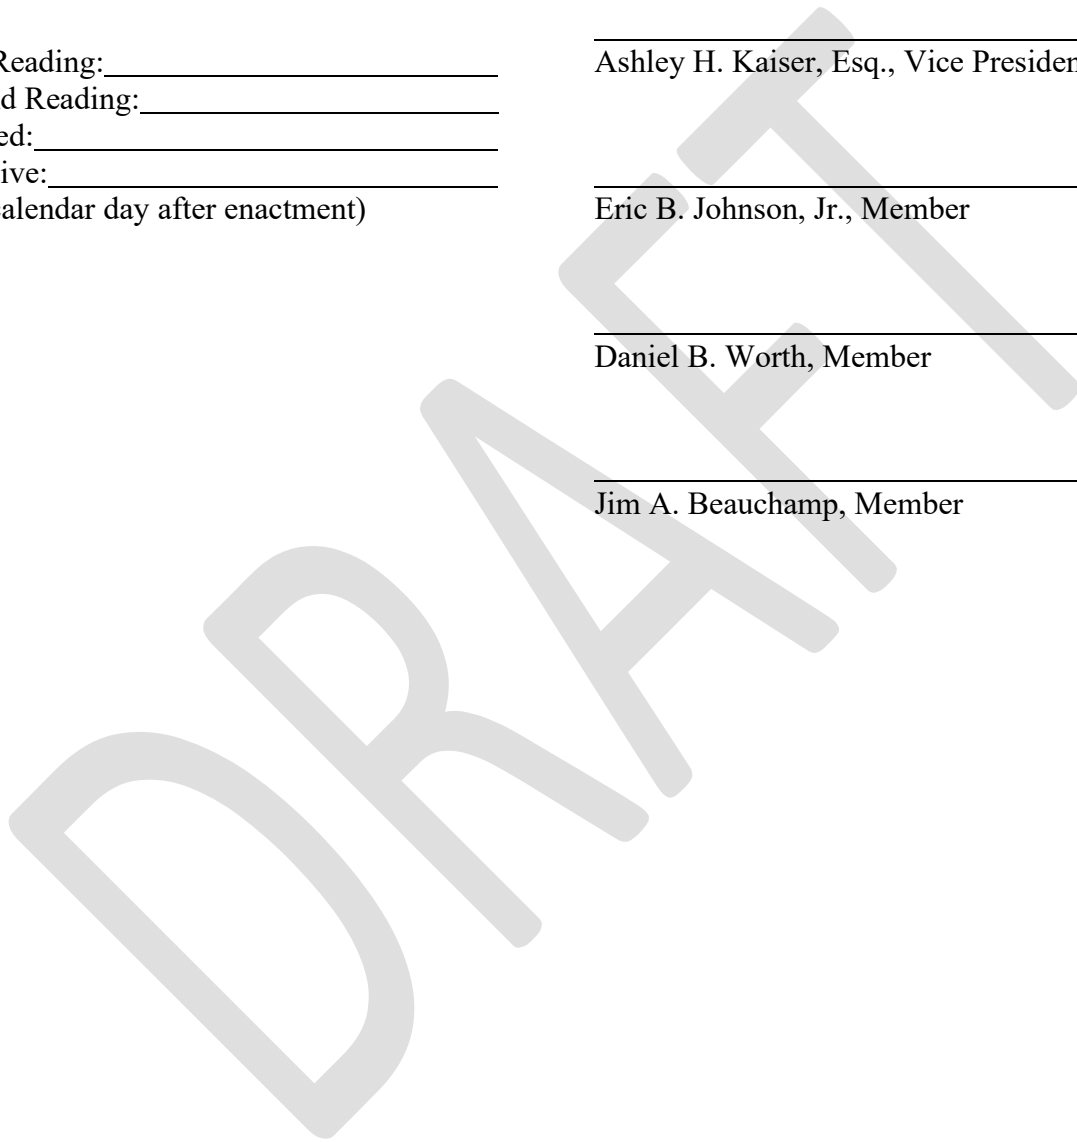 Reading:
d Reading:
ed:
ive:
alendar day after enactment)
Ashley H. Kaiser, Esq., Vice Presiden
Eric B. Johnson, Jr., Member
Daniel B. Worth, Member
Jim A. Beauchamp, Member
DRAFT